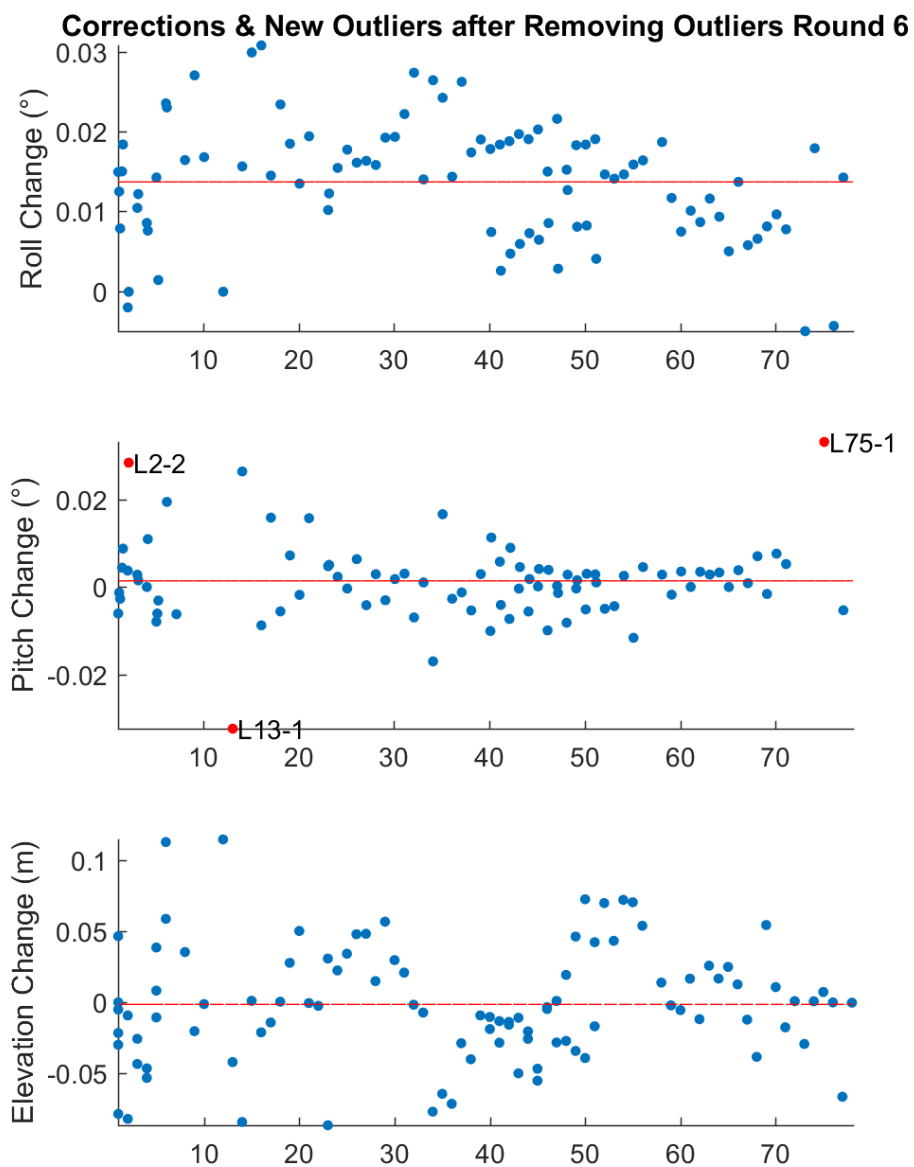 Corrections & New Outliers after Removing Outliers Round 6
Roll Change (°)
0.03
0.02
0.01
0
10 20 30 40 50 60 70
Pitch Change (°)
L2-2
L75-1
0.02
0
-0.02
L13-1
10 20 30 40 50 60 70
Elevation Change (m)
0.1
0.05
0
-0.05
10 20 30 40 50 60 70